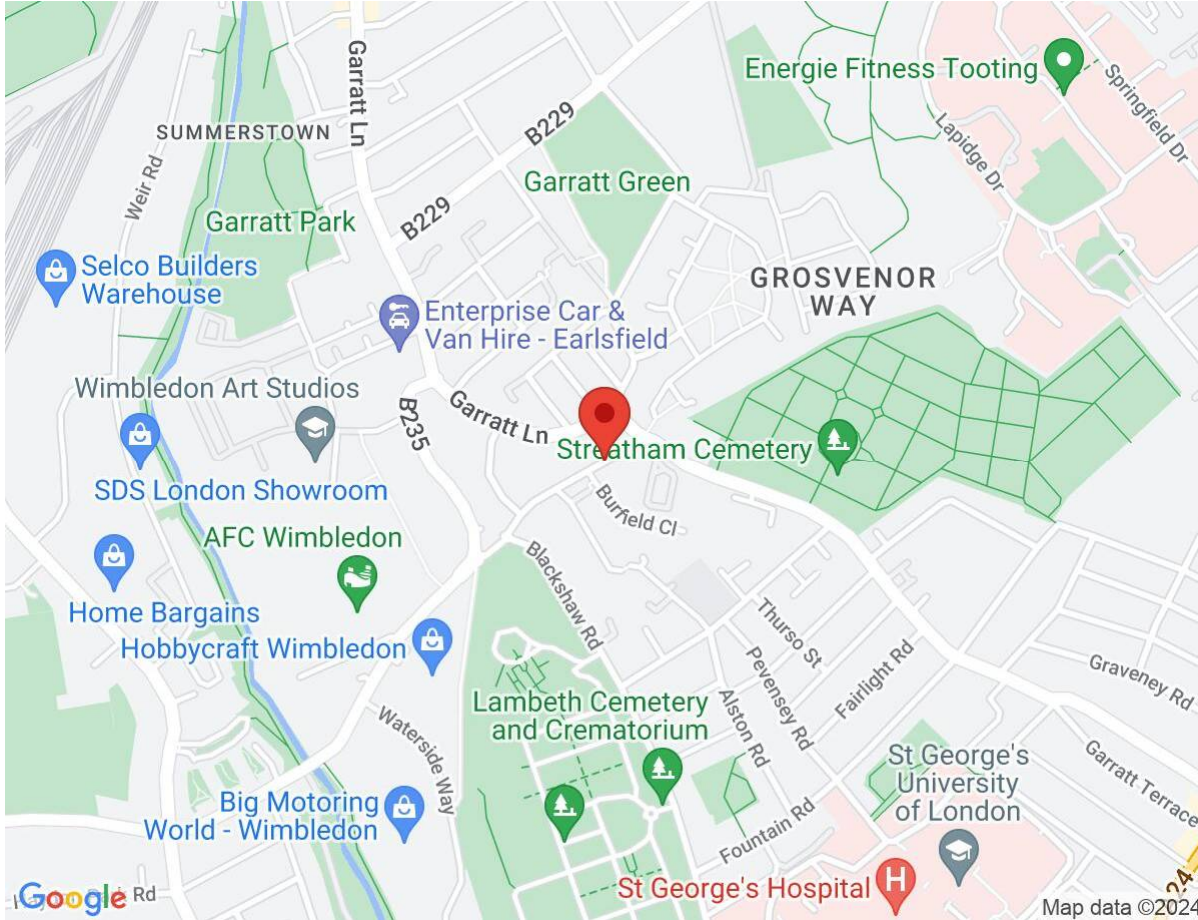 Garratt Ln
Energie Fitness Tooting
Springfield Dr
B229
SUMMERSTOWN
Lapidge Dr
Weir Rd
Garratt Green
Garratt Park
B229
Selco Builders
Warehouse
GROSVENOR
WAY
Enterprise Car &
Van Hire - Earlsfield
Wimbledon Art Studios
B235
Garratt Ln
Streatham Cemetery
SDS London Showroom
Burfield Cl
AFC Wimbledon
Blackshaw Rd
Home Bargains
Thurso St
Hobbycraft Wimbledon
Pevensey Rd
Fairlight Rd
Graveney Rd
Lambeth Cemetery
and Crematorium
Alston Rd
Waterside Way
St George's
University
of London
Garratt Terrace
Big Motoring
World - Wimbledon
Fountain Rd
St George's Hospital
Google
Rd
Map data ©2024